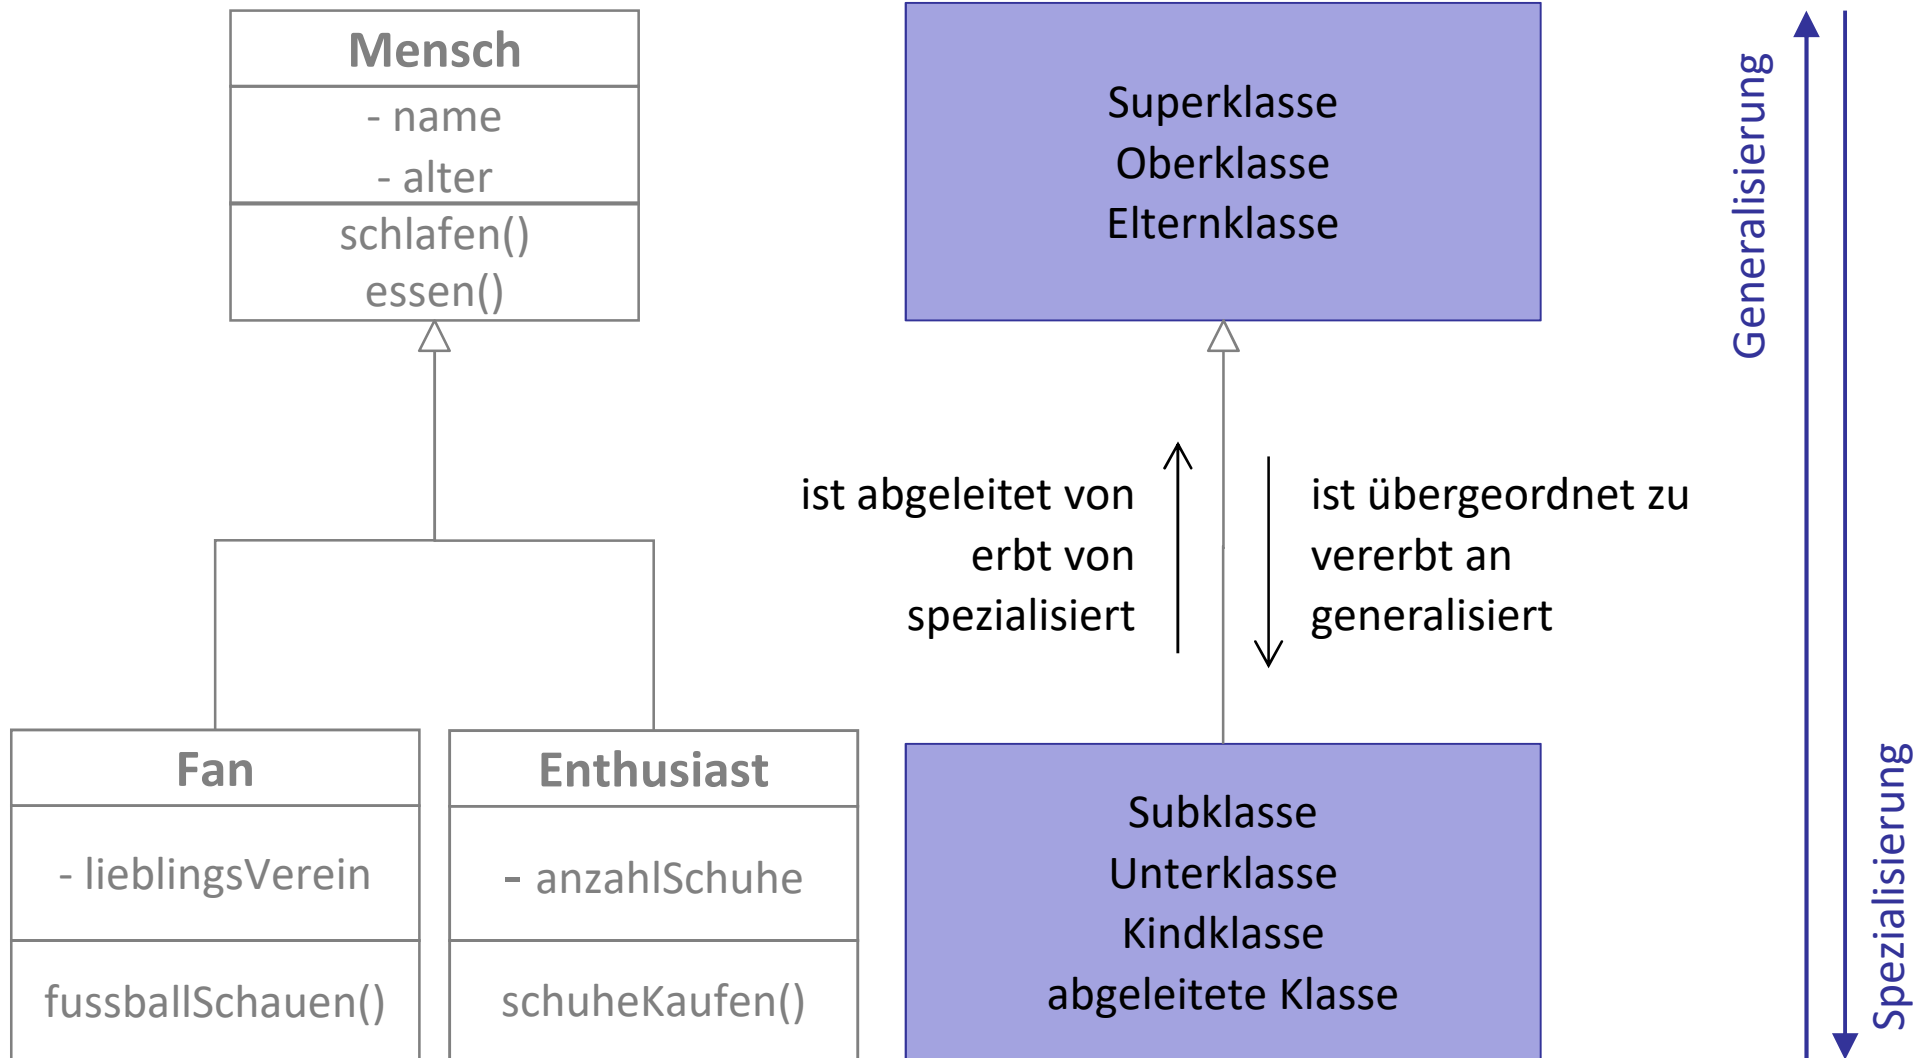 Mensch
- name
- alter
schlafen()
essen()
Fan
- lieblingsVerein
fussballSchauen()
Enthusiast
- anzahlSchuhe
schuheKaufen()
Superklasse
Oberklasse
Elternklasse
ist abgeleitet von
erbt von
spezialisiert
ist übergeordnet zu
vererbt an
generalisiert
Subklasse
Unterklasse
Kindklasse
abgeleitete Klasse
Generalisierung
Spezialisierung